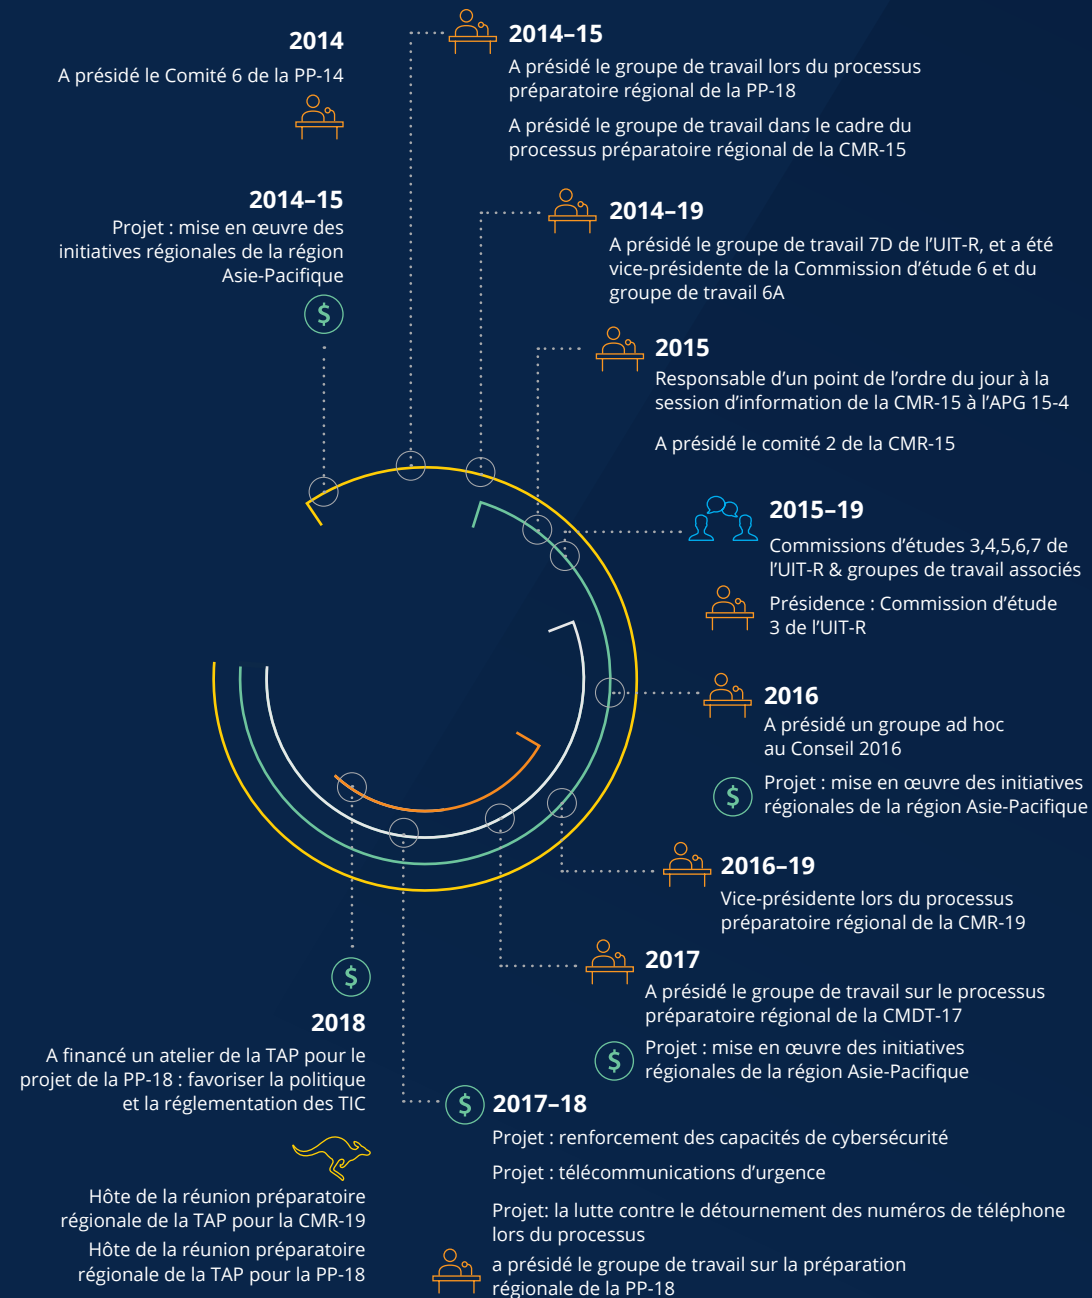 2014
A présidé le Comité 6 de la PP-14
2014–15
Projet : mise en œuvre des
initiatives régionales de la région
Asie-Pacifique
$
2014–15
A présidé le groupe de travail lors du processus
préparatoire régional de la PP-18
A présidé le groupe de travail dans le cadre du
processus préparatoire régional de la CMR-15
2014–19
A présidé le groupe de travail 7D de l’UIT-R, et a été
vice-présidente de la Commission d’étude 6 et du
groupe de travail 6A
2015
Responsable d’un point de l’ordre du jour à la
session d’information de la CMR-15 à l’APG 15-4
A présidé le comité 2 de la CMR-15
2015–19
Commissions d’études 3,4,5,6,7 de
l’UIT-R & groupes de travail associés
Présidence : Commission d’étude
3 de l’UIT-R
2016
A présidé un groupe ad hoc
au Conseil 2016
$
Projet : mise en œuvre des initiatives
régionales de la région Asie-Pacifique
2016–19
Vice-présidente lors du processus
préparatoire régional de la CMR-19
2017
A présidé le groupe de travail sur le processus
préparatoire régional de la CMDT-17
$
Projet : mise en œuvre des initiatives
régionales de la région Asie-Pacifique
$
2017–18
Projet : renforcement des capacités de cybersécurité
Projet : télécommunications d’urgence
Projet: la lutte contre le détournement des numéros de téléphone
lors du processus
a présidé le groupe de travail sur la préparation
régionale de la PP-18
$
2018
A financé un atelier de la TAP pour le
projet de la PP-18 : favoriser la politique
et la réglementation des TIC
Hôte de la réunion préparatoire
régionale de la TAP pour la CMR-19
Hôte de la réunion préparatoire
régionale de la TAP pour la PP-18